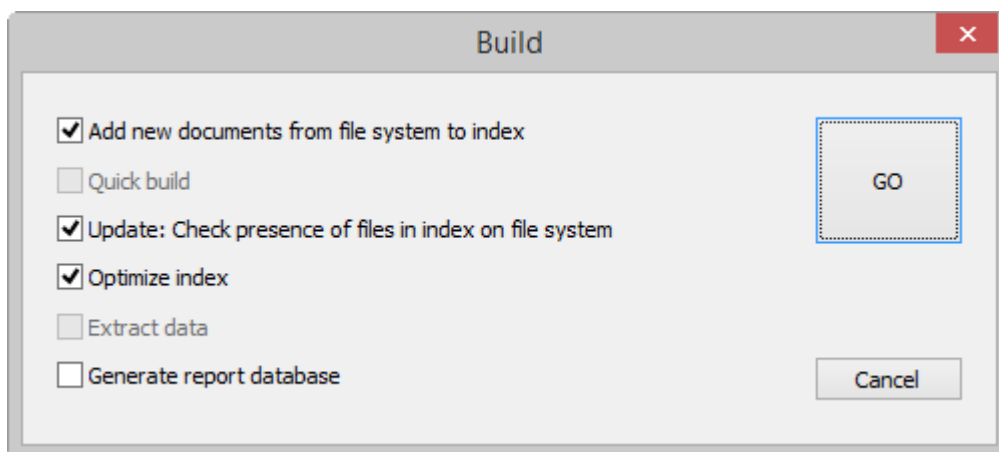 Build
Add new documents from file system to index
Quick build
GO
Update: Check presence of files in index on file system
Optimize index
Extract data
Generate report database
Cancel